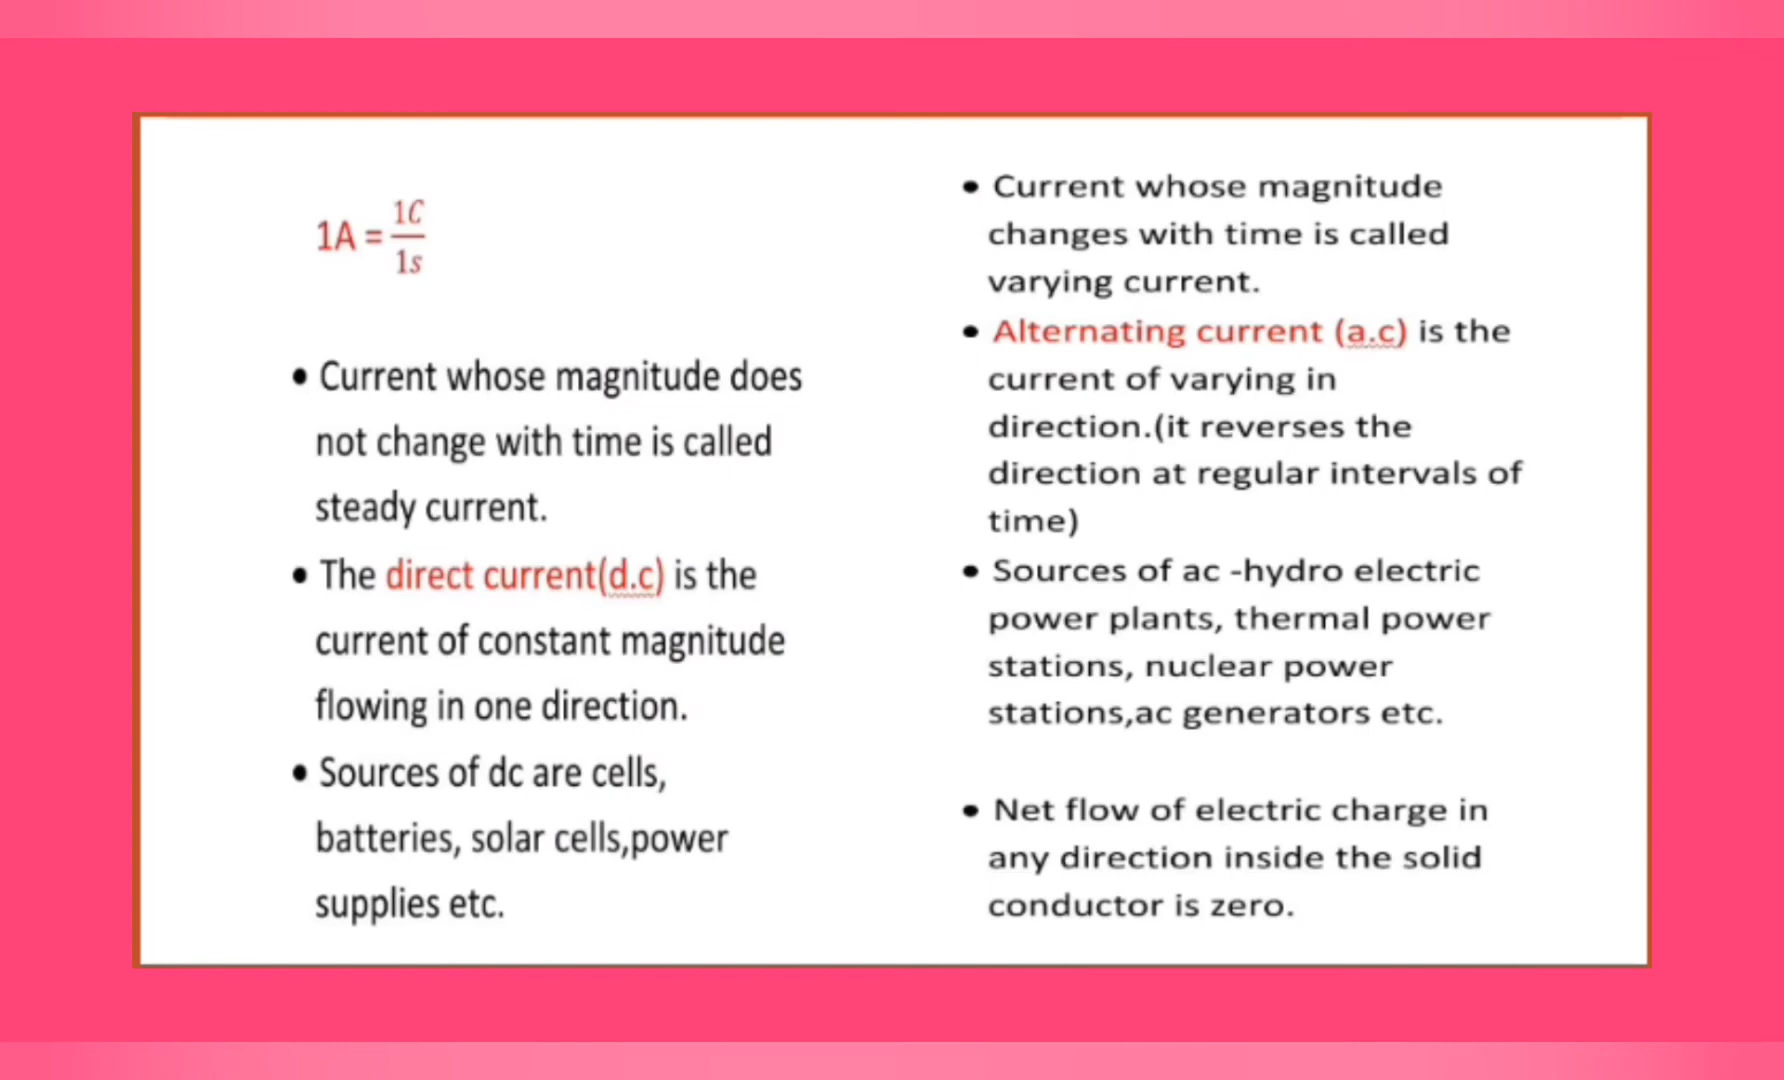 1A = 1C/1s
• Current whose magnitude does
not change with time is called
steady current.
• The direct current(d.c) is the
current of constant magnitude
flowing in one direction.
• Sources of dc are cells,
batteries, solar cells,power
supplies etc.
• Current whose magnitude
changes with time is called
varying current.
• Alternating current (a.c) is the
current of varying in
direction.(it reverses the
direction at regular intervals of
time)
• Sources of ac -hydro electric
power plants, thermal power
stations, nuclear power
stations,ac generators etc.
• Net flow of electric charge in
any direction inside the solid
conductor is zero.